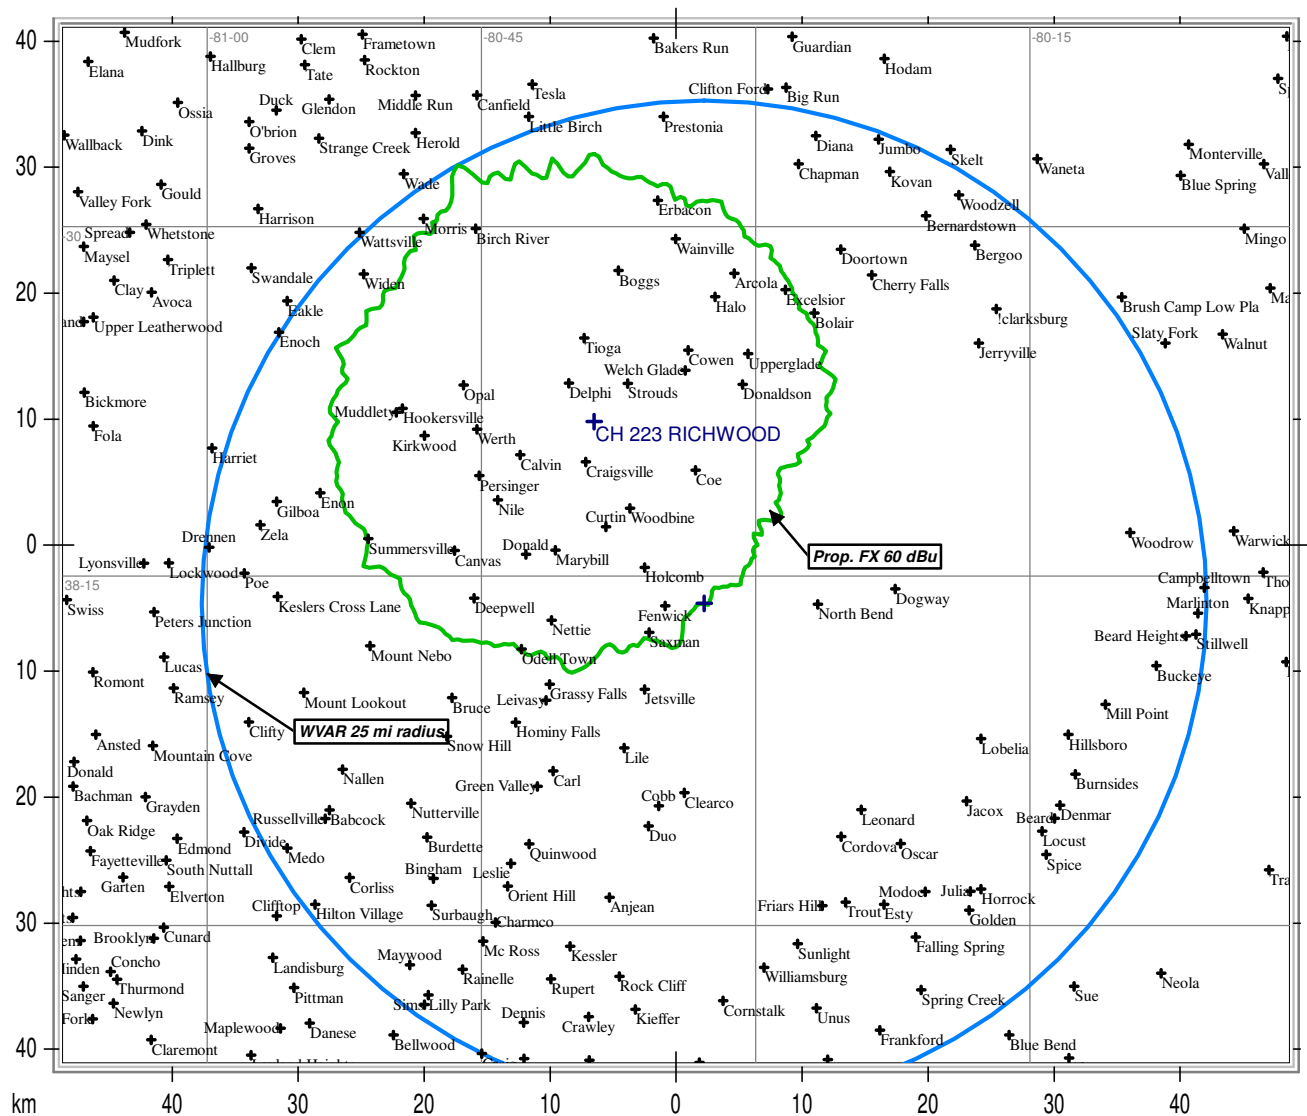 40
Mudfork
-81-00
Clem
Frametown
-80-45
Bakers Run
Guardian
-80-15
Elana
Hallburg
Tate
Rockton
Hodam
Duck
Glendon
Middle Run
Canfield
Tesla
Clifton Ford
Big Run
Ossia
O'brion
Little Birch
Prestonia
Wallback
Dink
Groves
Strange Creek
Herold
Diana
Jumbo
Skelt
Monterville
30
Wade
Chapman
Kovan
Waneta
Blue Spring
Valley Fork
Gould
Harrison
Erbacon
Woodzell
-30
Spread
Whetstone
Wattsville
Morris
Birch River
Wainville
Bernardstown
Mingo
Maysel
Triplett
Swandale
Widen
Boggs
Arcola
Doortown
Cherry Falls
Bergoo
Clay
Avoca
20
Upper Leatherwood
Eakle
Enoch
Halo
Excelsior
Bolair
!clarksburg
Brush Camp Low Pla
Slaty Fork
Walnut
Tioga
Cowen
Upperglade
Jerryville
Welch Glade
Bickmore
Opal
Delphi
Strouds
Donaldson
10
Fola
Muddlety
Hookersville
Kirkwood
Werth
CH 223 RICHWOOD
Harriet
Calvin
Craigsville
Coe
Persinger
Gilboa
Enon
Nile
Zela
Curtin
Woodbine
0
Drennen
Summersville
Canvas
Donald
Marybill
Prop. FX 60 dBu
Woodrow
Warwick
Lyonsville
Lockwood
Poe
Holcomb
Campbelltown
38-15
Swiss
Peters Junction
Keslers Cross Lane
Deepwell
Nettie
Fenwick
Saxman
North Bend
Dogway
Marlinton
Knapp
Beard Heights
Stillwell
10
Lucas
Mount Nebo
Odell Town
Buckeye
Romont
Ramsey
Mount Lookout
Bruce
Leivasy
Grassy Falls
Jetsville
Mill Point
Clifty
WVAR 25 mi radius
Snow Hill
Hominy Falls
Ansted
Mountain Cove
Lile
Lobelia
Hillsboro
Donald
Nallen
Green Valley
Carl
Burnsides
20
Bachman
Grayden
Nutterville
Cobb
Clearco
Leonard
Jacox
Beard
Denmar
Oak Ridge
Edmond
Divide
Russellville
Babcock
Burdette
Duo
Cordova
Oscar
Locust
Fayetteville
South Nuttall
Medo
Quinwood
Spice
Garten
Elverton
Corliss
Bingham
Leslie
Orient Hill
Anjean
Modoc
Julia
Horrock
Clifftop
Hilton Village
Surbaugh
Charmco
Friars Hill
Trout
Esty
Golden
30
Brooklyn
Cunard
Mc Ross
Kessler
Sunlight
Falling Spring
Concho
Landisburg
Maywood
Rainelle
Williamsburg
Neola
Sanger
Thurmond
Pittman
Sims
Lilly Park
Rupert
Rock Cliff
Cornstalk
Spring Creek
Sue
Newlyn
Maplewood
Danese
Dennis
Crawley
Kieffer
Unus
Claremont
Bellwood
Frankford
Blue Bend
40
km
40
30
20
10
0
10
20
30
40